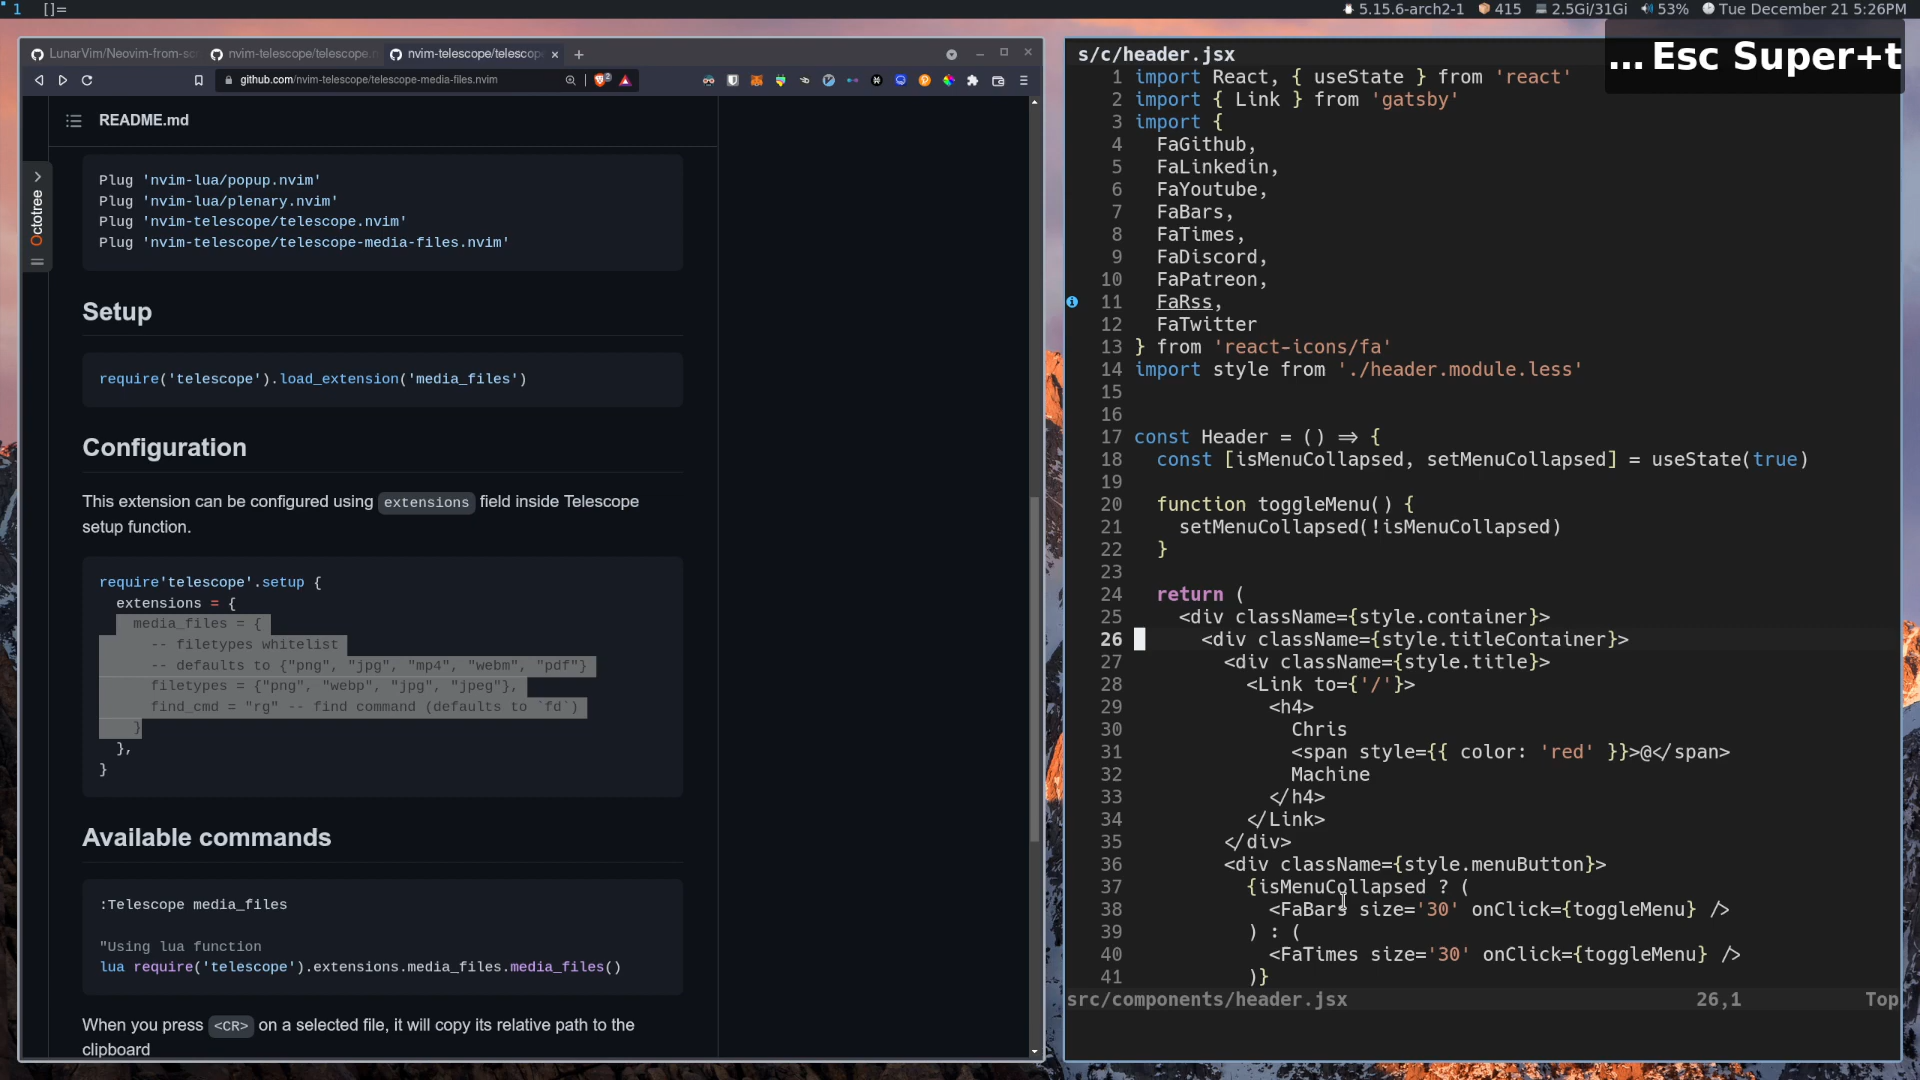 1 []=
5.15.6-arch2-1 415 2.5Gi/31Gi 53% Tue December 21 5:26PM
... Esc Super+t
LunarVim/Neovim-from-sc
nvim-telescope/telescope.n
nvim-telescope/telescope
github.com/nvim-telescope/telescope-media-files.nvim
README.md
Octotree
Plug 'nvim-lua/popup.nvim'
Plug 'nvim-lua/plenary.nvim'
Plug 'nvim-telescope/telescope.nvim'
Plug 'nvim-telescope/telescope-media-files.nvim'
Setup
require('telescope').load_extension('media_files')
Configuration
This extension can be configured using extensions field inside Telescope
setup function.
require'telescope'.setup {
extensions = {
media_files = {
-- filetypes whitelist
-- defaults to {"png", "jpg", "mp4", "webm", "pdf"}
filetypes = {"png", "webp", "jpg", "jpeg"},
find_cmd = "rg" -- find command (defaults to `fd`)
}
},
}
Available commands
:Telescope media_files
"Using lua function
lua require('telescope').extensions.media_files.media_files()
When you press <CR> on a selected file, it will copy its relative path to the
clipboard
s/c/header.jsx
1 import React, { useState } from 'react'
2 import { Link } from 'gatsby'
3 import {
4 FaGithub,
5 FaLinkedin,
6 FaYoutube,
7 FaBars,
8 FaTimes,
9 FaDiscord,
10 FaPatreon,
11 FaRss,
12 FaTwitter
13 } from 'react-icons/fa'
14 import style from './header.module.less'
15
16
17 const Header = () => {
18 const [isMenuCollapsed, setMenuCollapsed] = useState(true)
19
20 function toggleMenu() {
21 setMenuCollapsed(!isMenuCollapsed)
22 }
23
24 return (
25 <div className={style.container}>
26 <div className={style.titleContainer}>
27 <div className={style.title}>
28 <Link to={'/'}>
29 <h4>
30 Chris
31 <span style={{ color: 'red' }}>@</span>
32 Machine
33 </h4>
34 </Link>
35 </div>
36 <div className={style.menuButton}>
37 {isMenuCollapsed ? (
38 <FaBars size='30' onClick={toggleMenu} />
39 ) : (
40 <FaTimes size='30' onClick={toggleMenu} />
41 )}
src/components/header.jsx 26,1 Top